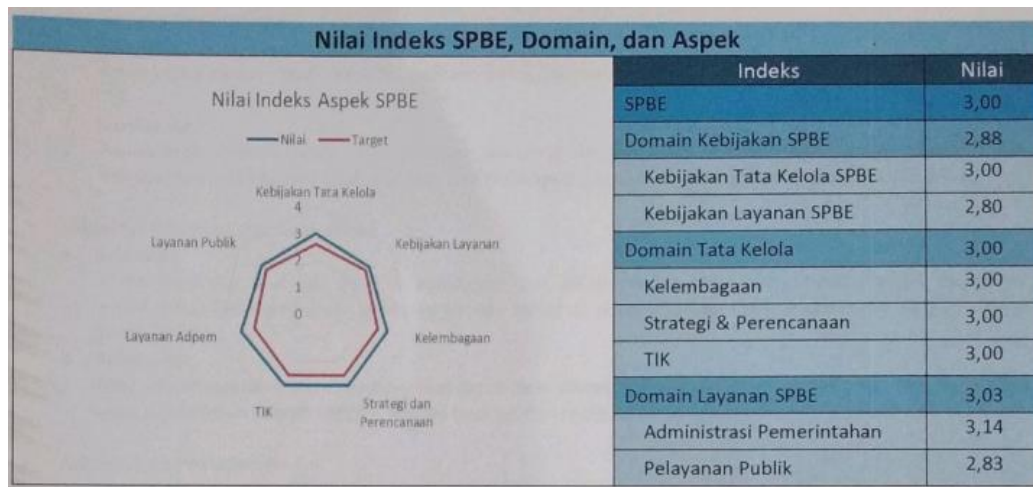 Nilai Indeks SPBE, Domain, dan Aspek
Nilai Indeks Aspek SPBE
Nilai Target
Kebijakan Tata Kelola
4
3
2
1
0
Kebijakan Layanan
Kelembagaan
Strategi dan
Perencanaan
TIK
Layanan Adpem
Layanan Publik
Indeks Nilai
SPBE 3,00
Domain Kebijakan SPBE 2,88
Kebijakan Tata Kelola SPBE 3,00
Kebijakan Layanan SPBE 2,80
Domain Tata Kelola 3,00
Kelembagaan 3,00
Strategi & Perencanaan 3,00
TIK 3,00
Domain Layanan SPBE 3,03
Administrasi Pemerintahan 3,14
Pelayanan Publik 2,83